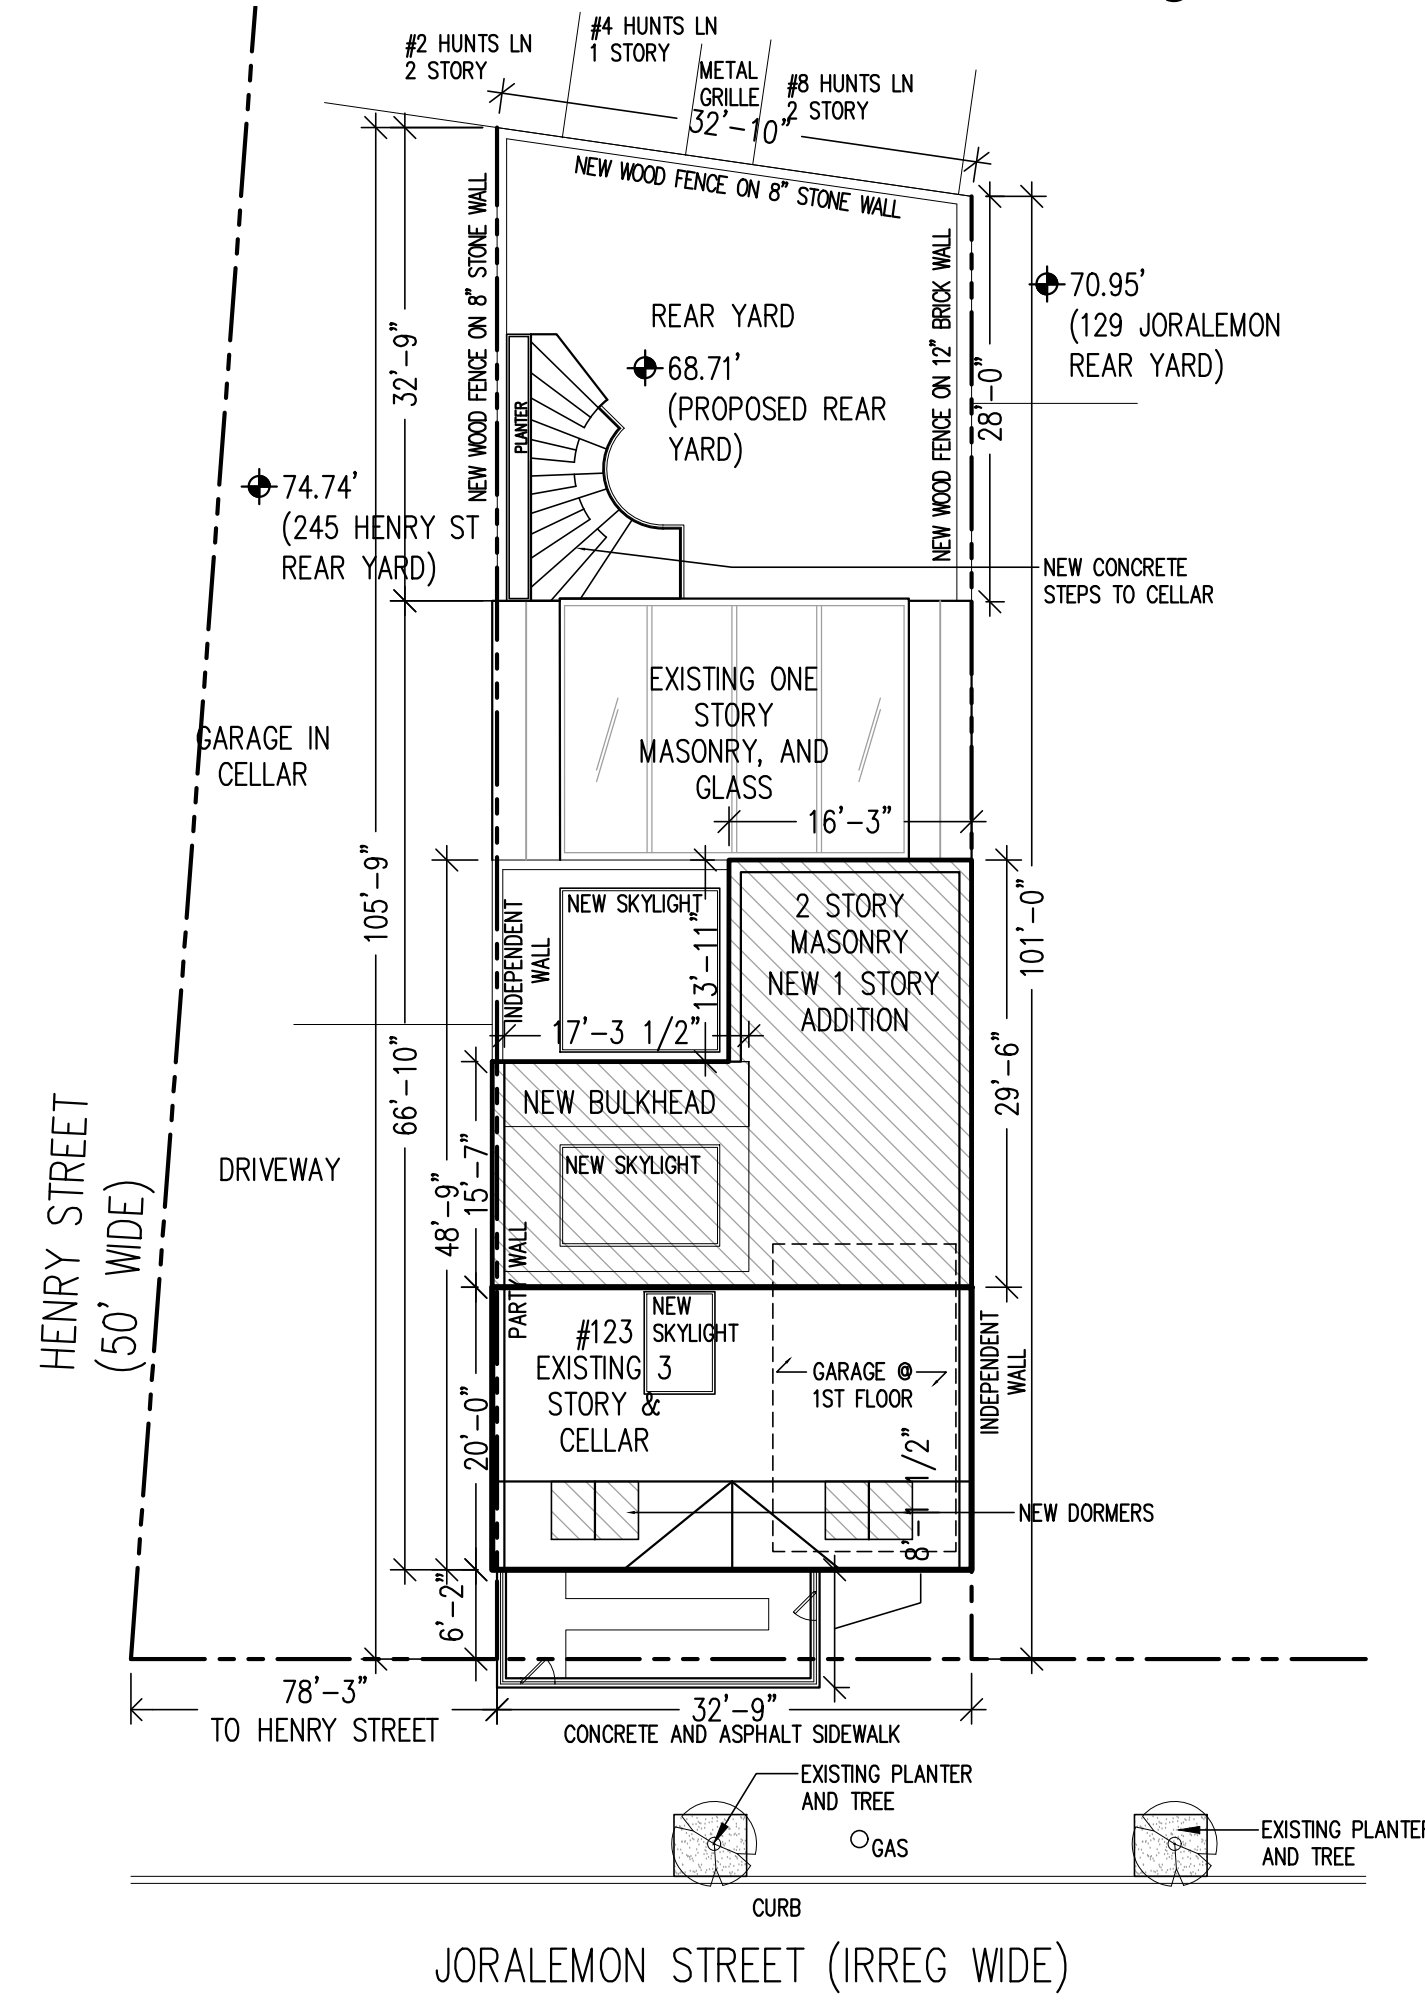 #2 HUNTS LN
2 STORY
#4 HUNTS LN
1 STORY
METAL
GRILLE
#8 HUNTS LN
2 STORY
32'-10"
NEW WOOD FENCE ON 8" STONE WALL
NEW WOOD FENCE ON 8" STONE WALL
NEW WOOD FENCE ON 12" BRICK WALL
REAR YARD
68.71'
(PROPOSED REAR
YARD)
70.95'
(129 JORALEMON
REAR YARD)
32'-9"
28'-0"
PLANTER
74.74'
(245 HENRY ST
REAR YARD)
NEW CONCRETE
STEPS TO CELLAR
EXISTING ONE
STORY
MASONRY, AND
GLASS
GARAGE IN
CELLAR
16'-3"
105'-9"
101'-0"
INDEPENDENT
WALL
NEW SKYLIGHT
13'-11"
2 STORY
MASONRY
NEW 1 STORY
ADDITION
17'-3 1/2"
66'-10"
29'-6"
NEW BULKHEAD
NEW SKYLIGHT
48'-9"
15'-7"
DRIVEWAY
HENRY STREET
(50' WIDE)
PARTY WALL
#123
EXISTING 3
STORY &
CELLAR
NEW
SKYLIGHT
GARAGE @
1ST FLOOR
INDEPENDENT
WALL
20'-0"
8'-1 1/2"
NEW DORMERS
6'-2"
78'-3"
TO HENRY STREET
32'-9"
CONCRETE AND ASPHALT SIDEWALK
EXISTING PLANTER
AND TREE
GAS
EXISTING PLANTER
AND TREE
CURB
JORALEMON STREET (IRREG WIDE)